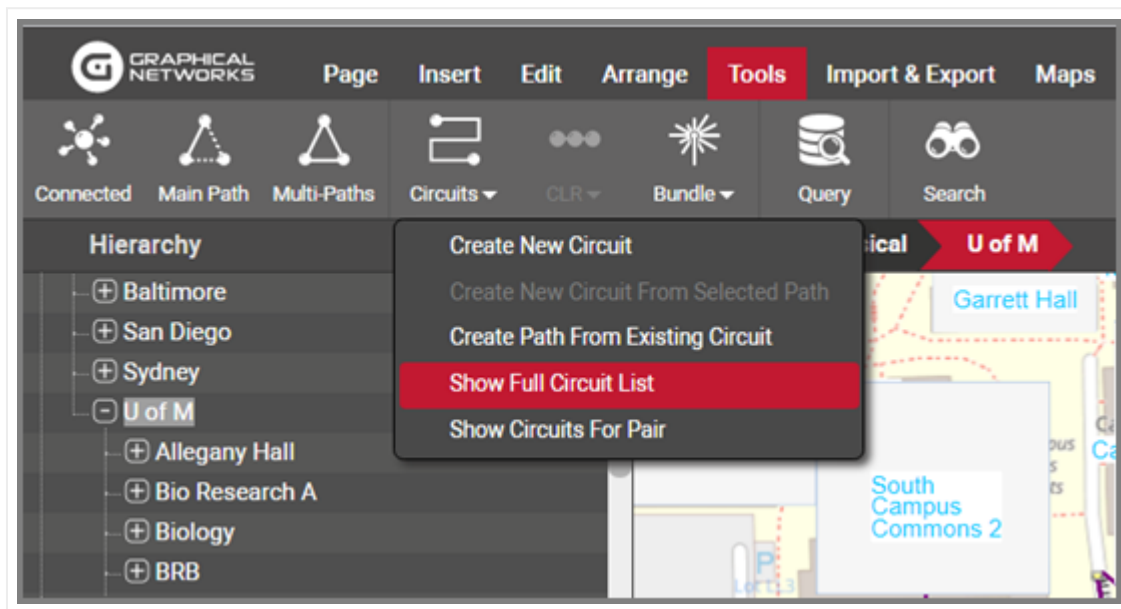 GRAPHICAL
NETWORKS
Page Insert Edit Arrange Tools Import & Export Maps
Connected Main Path Multi-Paths Circuits CLR Bundle Query Search
Hierarchy
U of M
Baltimore
San Diego
Sydney
U of M
Allegany Hall
Bio Research A
Biology
BRB
Create New Circuit
Create New Circuit From Selected Path
Create Path From Existing Circuit
Show Full Circuit List
Show Circuits For Pair
Garrett Hall
South
Campus
Commons 2
P